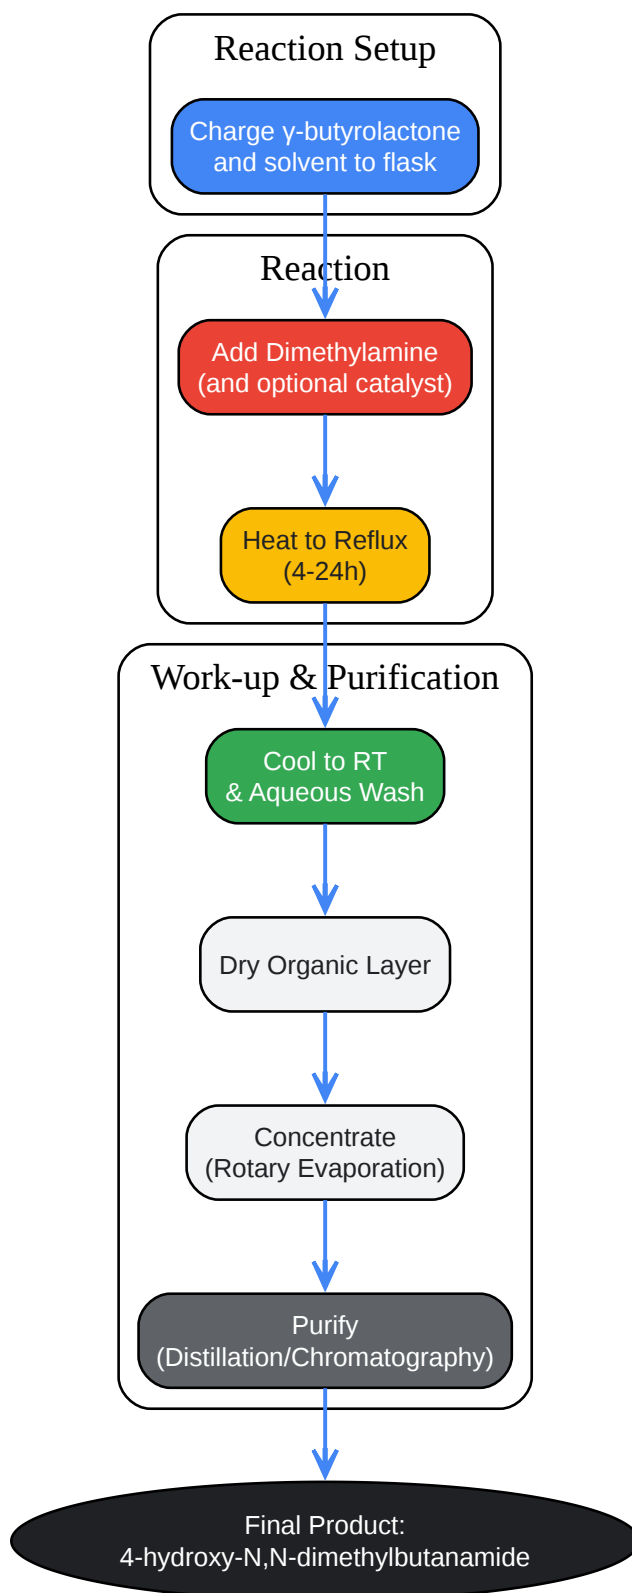 Reaction Setup
Charge γ-butyrolactone
and solvent to flask
Reaction
Add Dimethylamine
(and optional catalyst)
Heat to Reflux
(4-24h)
Work-up & Purification
Cool to RT
& Aqueous Wash
Dry Organic Layer
Concentrate
(Rotary Evaporation)
Purify
(Distillation/Chromatography)
Final Product:
4-hydroxy-N,N-dimethylbutanamide